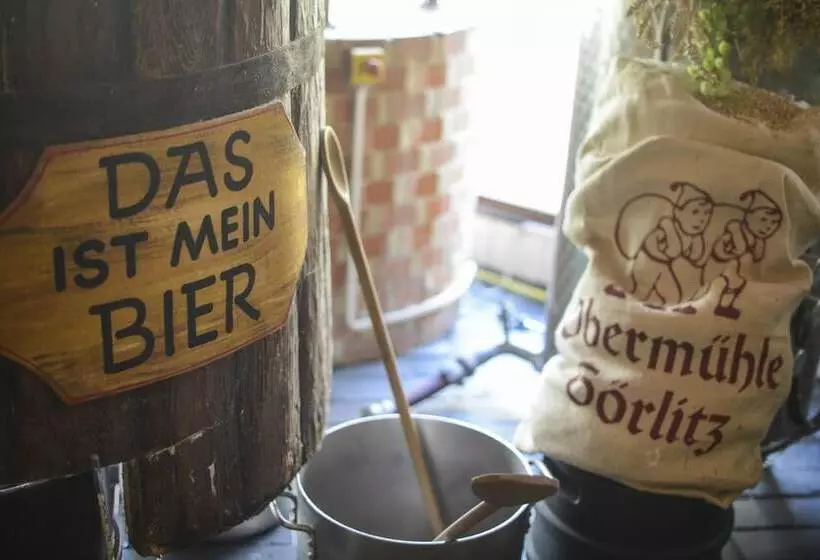 DAS
IST MEIN
BIER
Obermühle
Görlitz